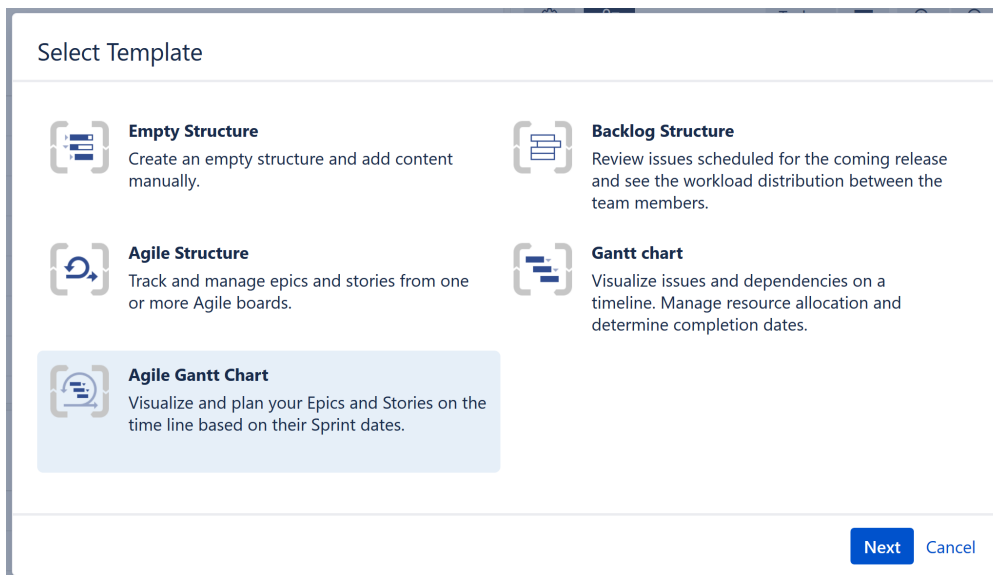 Select Template
Empty Structure
Create an empty structure and add content
manually.
Backlog Structure
Review issues scheduled for the coming release
and see the workload distribution between the
team members.
Agile Structure
Track and manage epics and stories from one
or more Agile boards.
Gantt chart
Visualize issues and dependencies on a
timeline. Manage resource allocation and
determine completion dates.
Agile Gantt Chart
Visualize and plan your Epics and Stories on the
time line based on their Sprint dates.
Next
Cancel